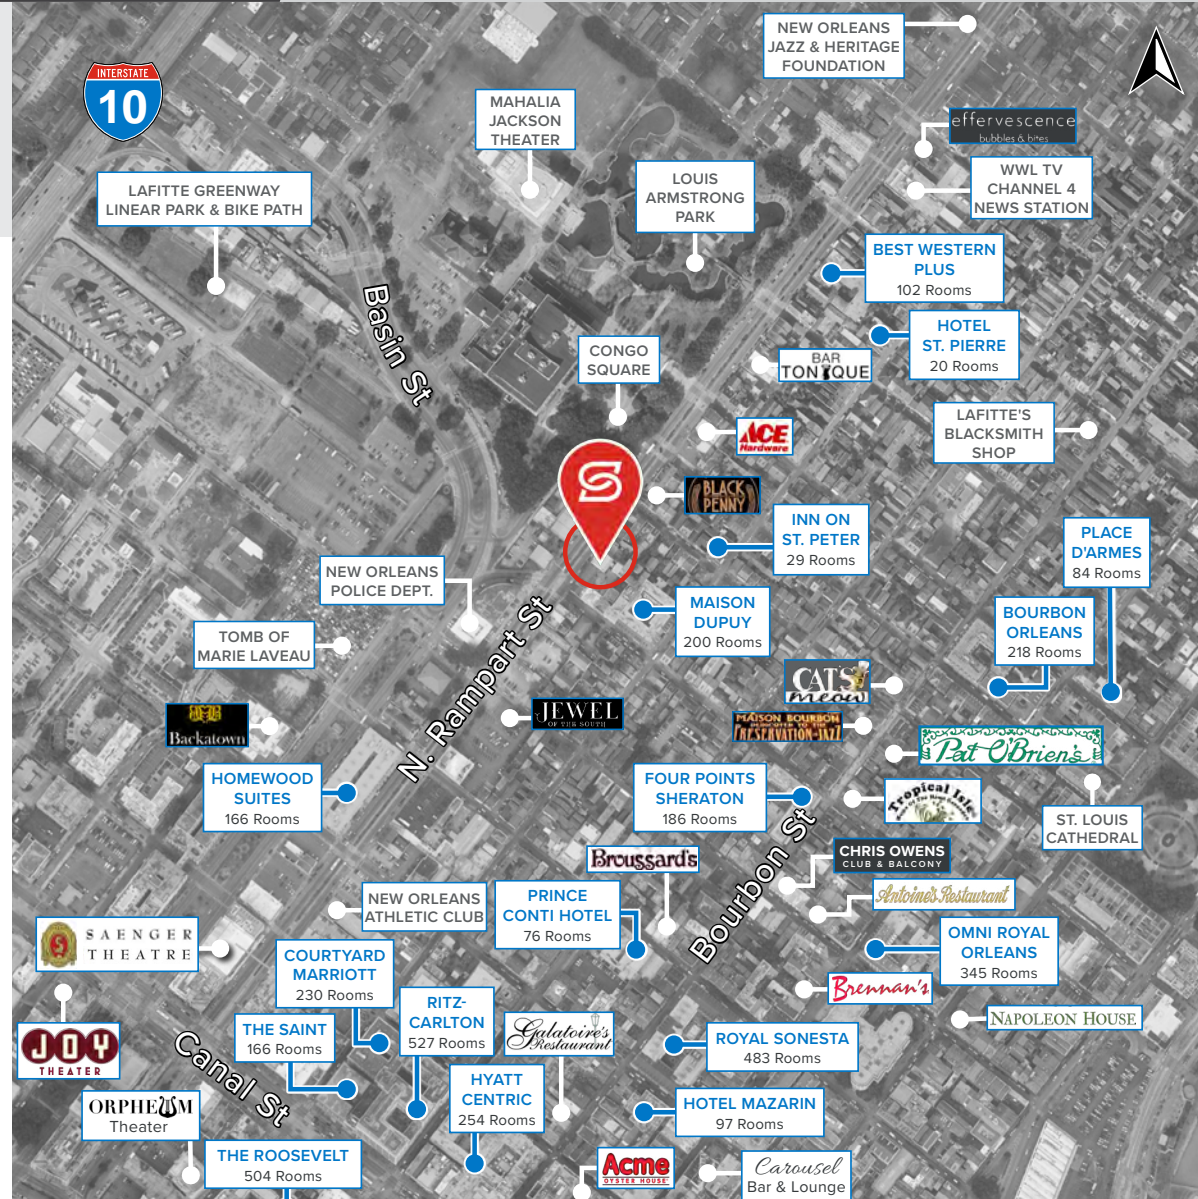 NEW ORLEANS
JAZZ & HERITAGE
FOUNDATION
INTERSTATE
10
MAHALIA
JACKSON
THEATER
effervescence
bubbles & bites
LAFITTE GREENWAY
LINEAR PARK & BIKE PATH
LOUIS
ARMSTRONG
PARK
WWL TV
CHANNEL 4
NEWS STATION
BEST WESTERN
PLUS
102 Rooms
Basin St
HOTEL
ST. PIERRE
20 Rooms
CONGO
SQUARE
BAR
TONIQUE
LAFITTE'S
BLACKSMITH
SHOP
ACE
Hardware
S
BLACK
PENNY
INN ON
ST. PETER
29 Rooms
PLACE
D'ARMES
84 Rooms
NEW ORLEANS
POLICE DEPT.
MAISON
DUPUY
200 Rooms
BOURBON
ORLEANS
218 Rooms
TOMB OF
MARIE LAVEAU
N. Rampart St
CAT'S
meow
Backatown
JEWEL
OF THE SOUTH
MAISON BOURBON
DEDICATED TO THE
PRESERVATION OF JAZZ
Pat O'Brien's
HOMEWOOD
SUITES
166 Rooms
FOUR POINTS
SHERATON
186 Rooms
Tropical Isle
ST. LOUIS
CATHEDRAL
Bourbon St
Broussard's
CHRIS OWENS
CLUB & BALCONY
NEW ORLEANS
ATHLETIC CLUB
PRINCE
CONTI HOTEL
76 Rooms
Antoine's Restaurant
SAENGER
THEATRE
COURTYARD
MARRIOTT
230 Rooms
OMNI ROYAL
ORLEANS
345 Rooms
Brennan's
RITZ-
CARLTON
527 Rooms
JOY
THEATER
THE SAINT
166 Rooms
Galatoire's
Restaurant
NAPOLEON HOUSE
Canal St
ROYAL SONESTA
483 Rooms
HYATT
CENTRIC
254 Rooms
ORPHEUM
Theater
HOTEL MAZARIN
97 Rooms
THE ROOSEVELT
504 Rooms
Acme
OYSTER HOUSE
Carousel
Bar & Lounge